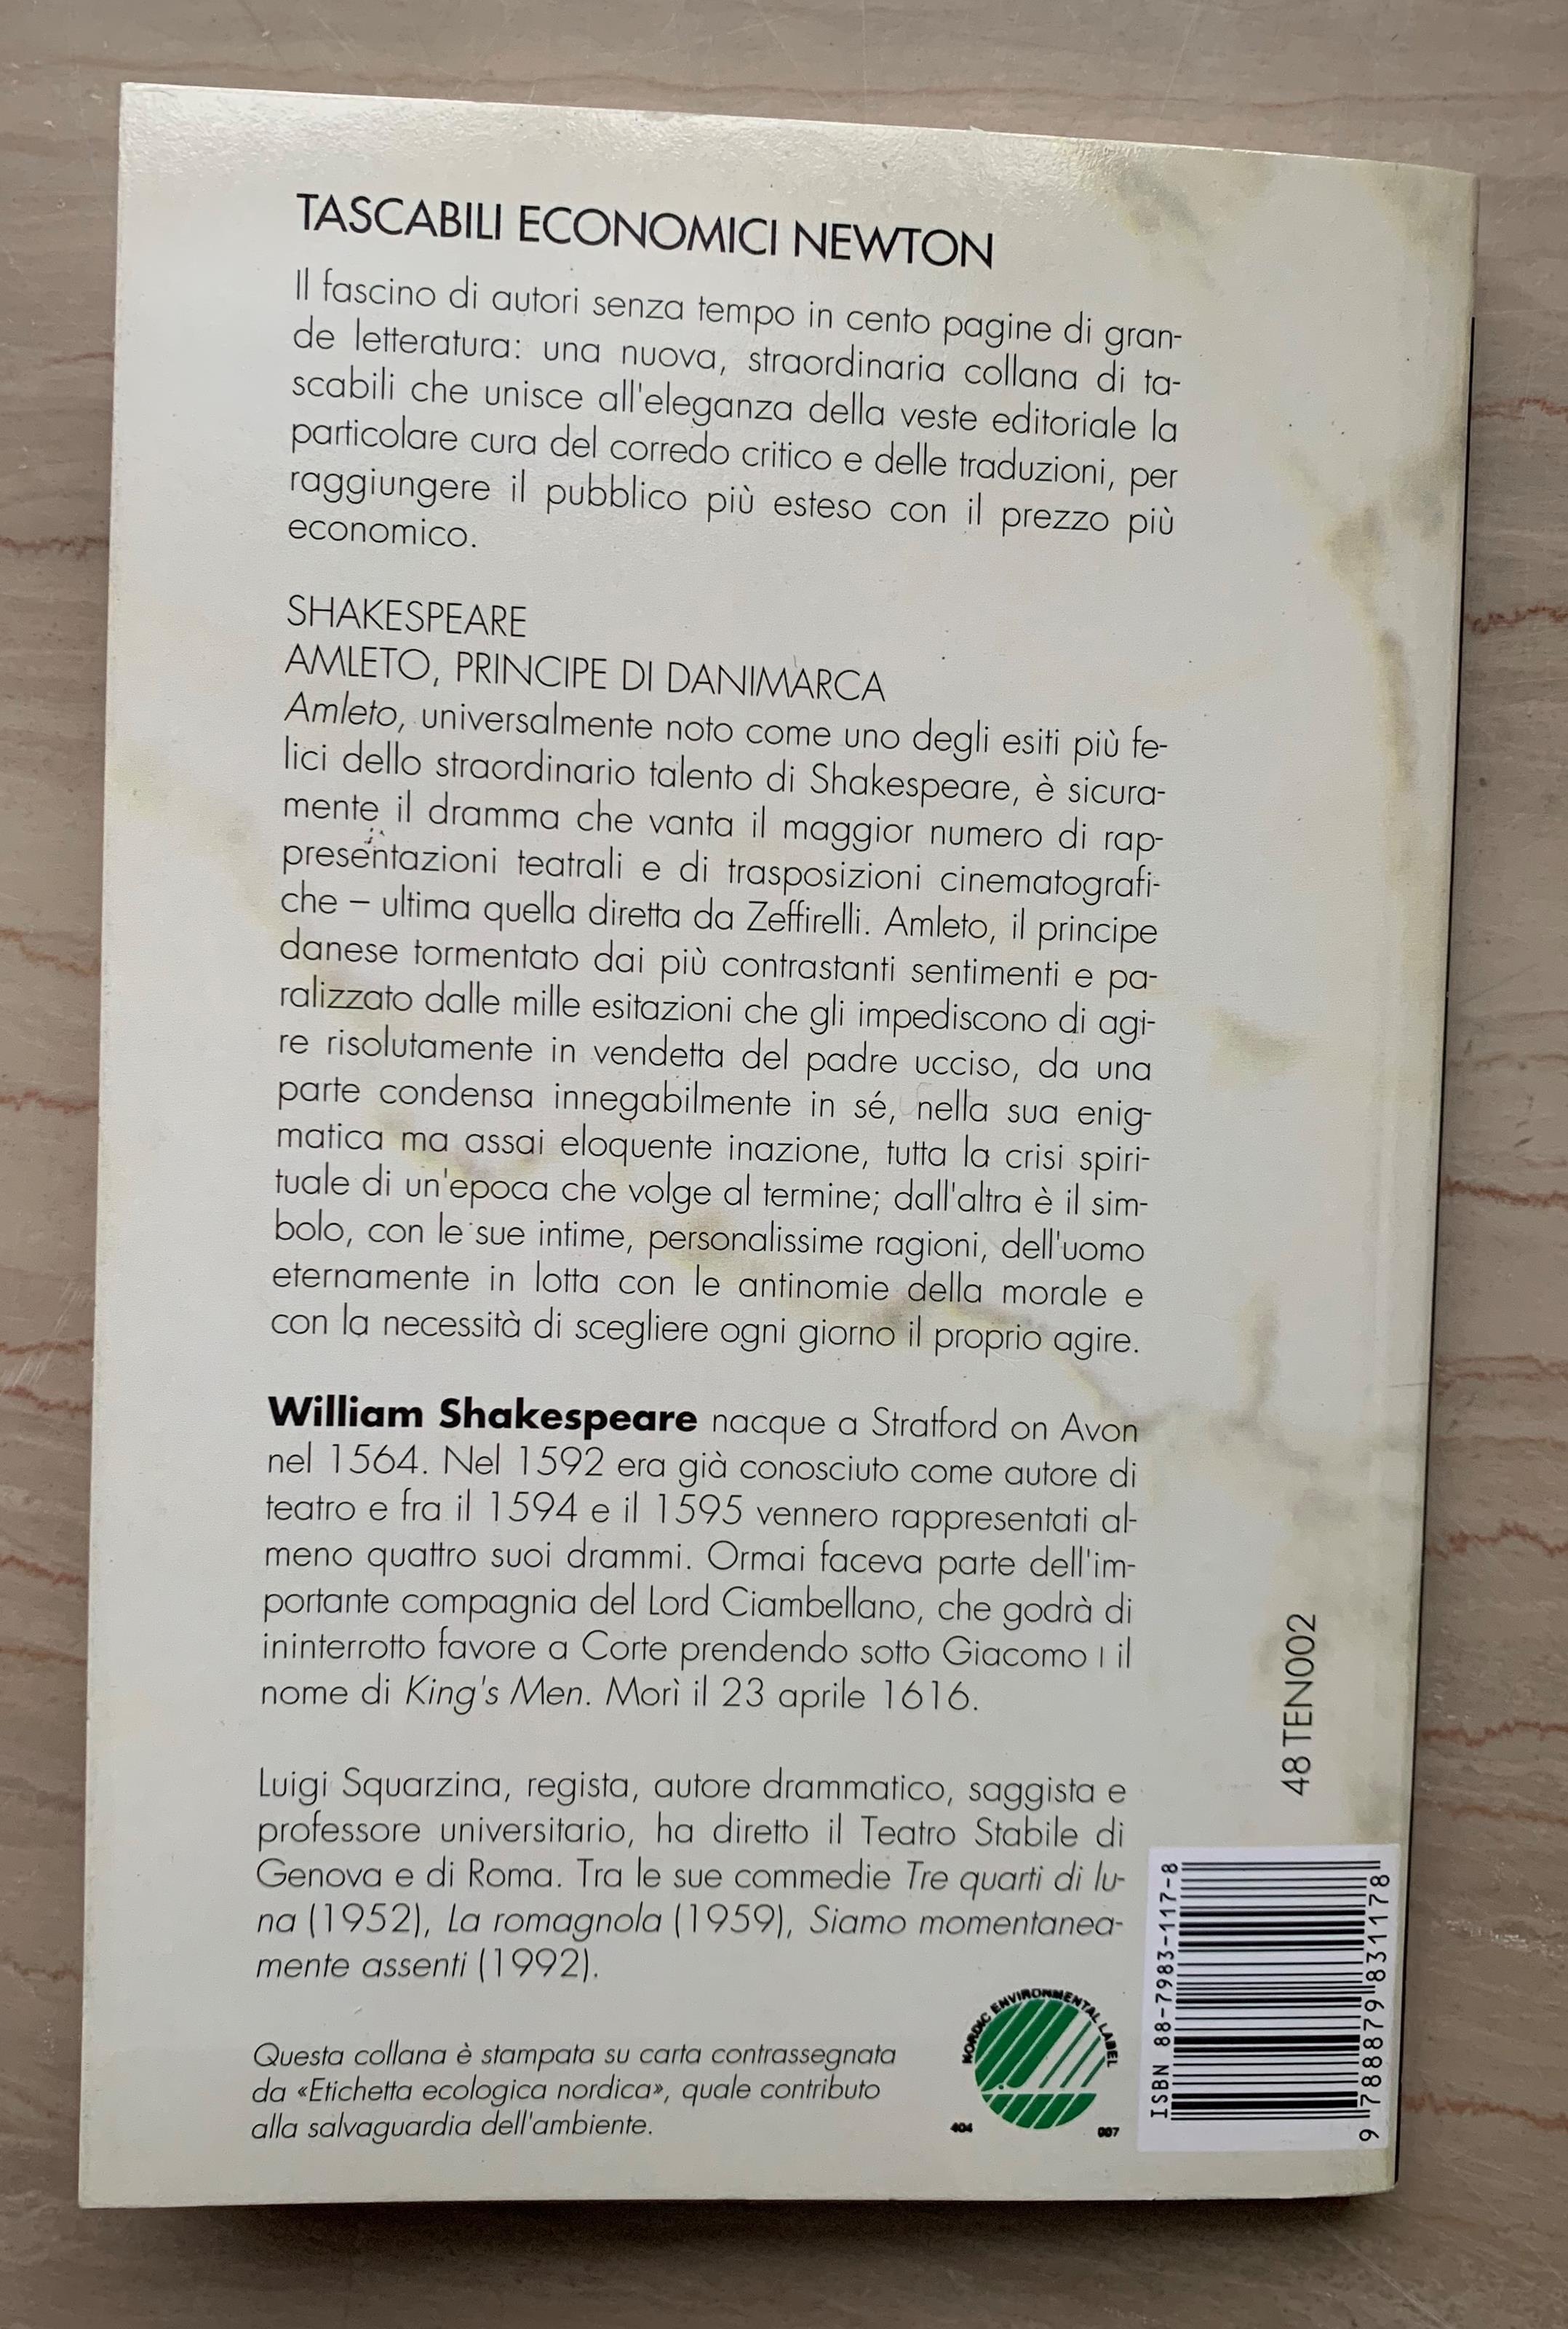 TASCABILI ECONOMICI NEWTON
Il fascino di autori senza tempo in cento pagine di gran-
de letteratura: una nuova, straordinaria collana di ta-
scabili che unisce all'eleganza della veste editoriale la
particolare cura del corredo critico e delle traduzioni, per
raggiungere il pubblico più esteso con il prezzo più
economico.
SHAKESPEARE
AMLETO, PRINCIPE DI DANIMARCA
Amleto, universalmente noto come uno degli esiti più fe-
lici dello straordinario talento di Shakespeare, è sicura-
mente il dramma che vanta il maggior numero di rap-
presentazioni teatrali e di trasposizioni cinematografi-
che – ultima quella diretta da Zeffirelli. Amleto, il principe
danese tormentato dai più contrastanti sentimenti e pa-
ralizzato dalle mille esitazioni che gli impediscono di agi-
re risolutamente in vendetta del padre ucciso, da una
parte condensa innegabilmente in sé, nella sua enig-
matica ma assai eloquente inazione, tutta la crisi spiri-
tuale di un'epoca che volge al termine; dall'altra è il sim-
bolo, con le sue intime, personalissime ragioni, dell'uomo
eternamente in lotta con le antinomie della morale e
con la necessità di scegliere ogni giorno il proprio agire.
William Shakespeare nacque a Stratford on Avon
nel 1564. Nel 1592 era già conosciuto come autore di
teatro e fra il 1594 e il 1595 vennero rappresentati al-
meno quattro suoi drammi. Ormai faceva parte dell'im-
portante compagnia del Lord Ciambellano, che godrà di
ininterrotto favore a Corte prendendo sotto Giacomo I il
nome di King's Men. Morì il 23 aprile 1616.
Luigi Squarzina, regista, autore drammatico, saggista e
professore universitario, ha diretto il Teatro Stabile di
Genova e di Roma. Tra le sue commedie Tre quarti di lu-
na (1952), La romagnola (1959), Siamo momentanea-
mente assenti (1992).
Questa collana è stampata su carta contrassegnata
da «Etichetta ecologica nordica», quale contributo
alla salvaguardia dell'ambiente.
NORDIC ENVIRONMENTAL LABEL
404 007
48 TEN002
ISBN 88-7983-117-8
9 788879 831178